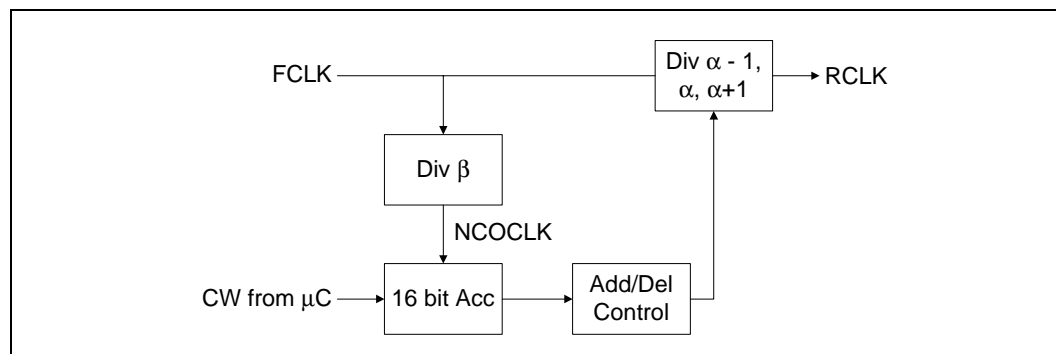 FCLK
Div α - 1,
α, α+1
RCLK
Div β
NCOCLK
CW from μC
16 bit Acc
Add/Del
Control